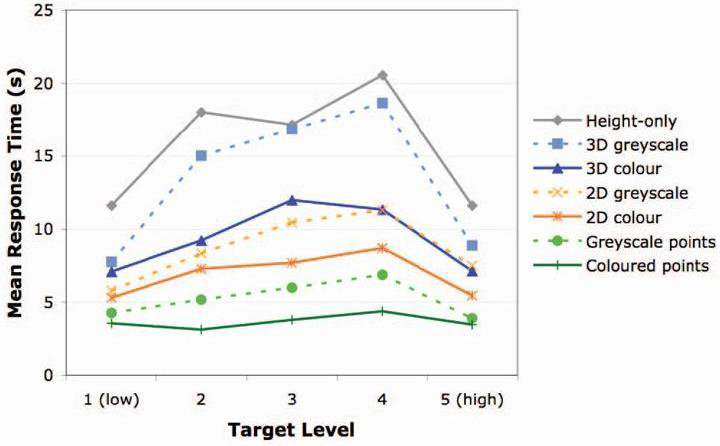 25
20
15
10
5
0
Mean Response Time (s)
1 (low) 2 3 4 5 (high)
Target Level
Height-only
3D greyscale
3D colour
2D greyscale
2D colour
Greyscale points
Coloured points